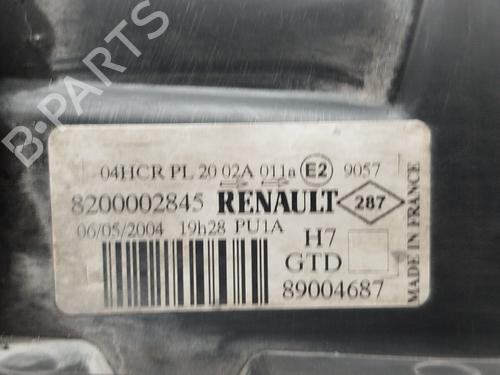 B-PARTS
04HCR PL 20 02A 011a E2 9057
8200002845 RENAULT 287
06/05/2004 19h28 PU1A
H7
GTD
89004687
MADE IN FRANCE